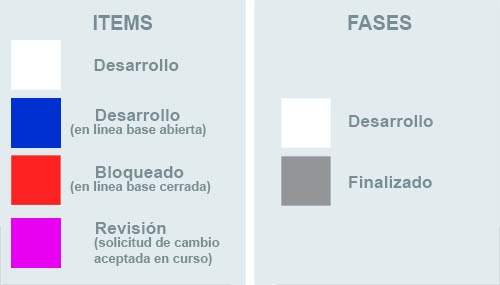 ITEMS
Desarrollo
Desarrollo
(en línea base abierta)
Bloqueado
(en línea base cerrada)
Revisión
(solicitud de cambio
aceptada en curso)
FASES
Desarrollo
Finalizado